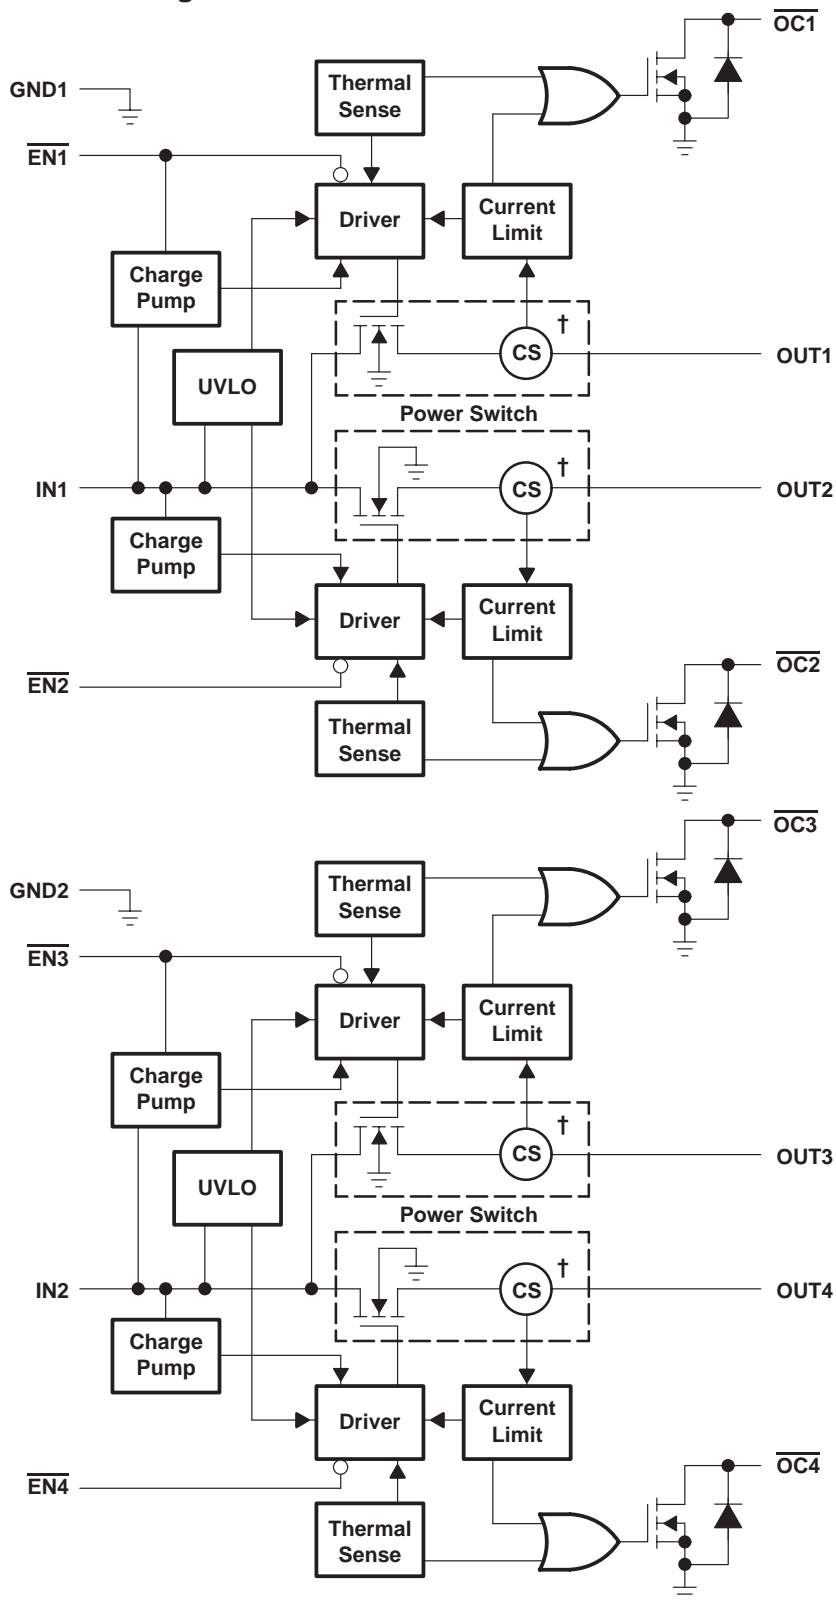 OC1
Thermal
Sense
GND1
EN1
Driver
Current
Limit
Charge
Pump
†
CS
OUT1
UVLO
Power Switch
†
IN1
CS
OUT2
Charge
Pump
Driver
Current
Limit
OC2
EN2
Thermal
Sense
OC3
Thermal
Sense
GND2
EN3
Driver
Current
Limit
Charge
Pump
†
CS
OUT3
UVLO
Power Switch
†
IN2
CS
OUT4
Charge
Pump
Driver
Current
Limit
OC4
EN4
Thermal
Sense